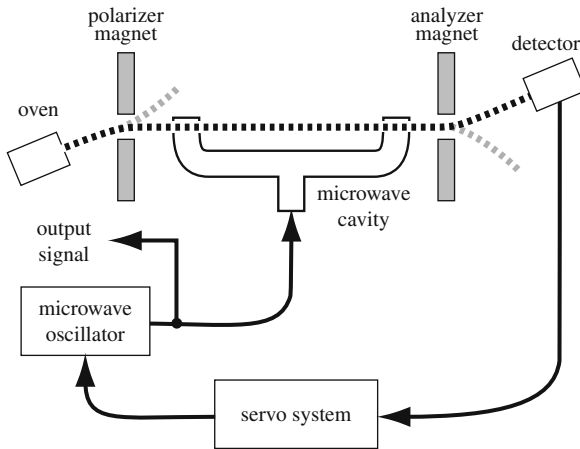 polarizer
magnet
analyzer
magnet
detector
oven
microwave
cavity
output
signal
microwave
oscillator
servo system